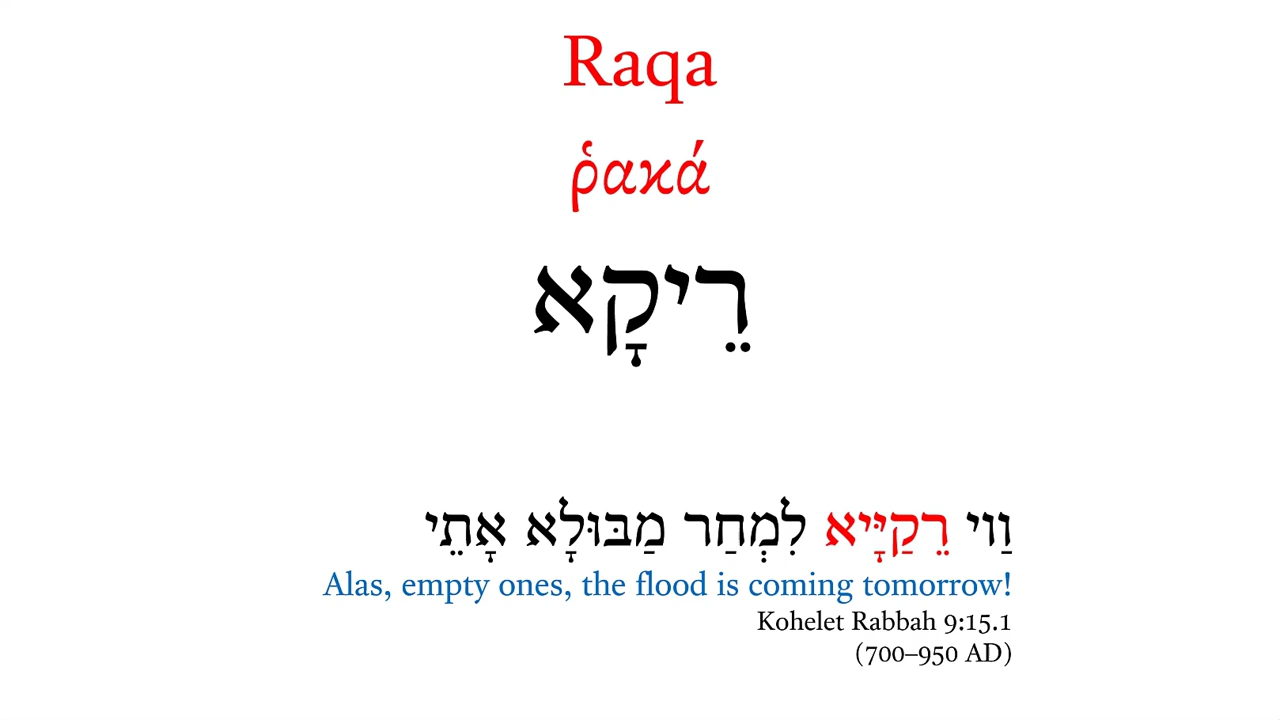 Raqa
ῥακά
רֵיקָא
וַוי רֵקַיָּיא לִמְחַר מַבּוּלָא אָתֵי
Alas, empty ones, the flood is coming tomorrow!
Kohelet Rabbah 9:15.1
(700–950 AD)